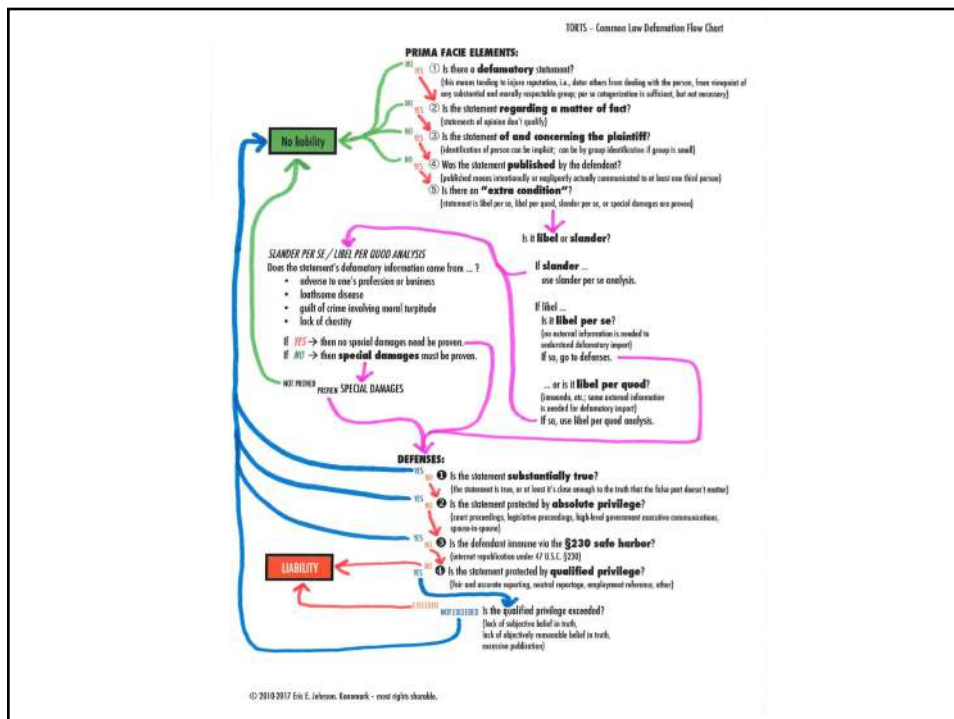 TORTS – Common Law Defamation Flow Chart
PRIMA FACIE ELEMENTS:
NO YES ① Is there a defamatory statement?
(this means tending to injure reputation, i.e., deter others from dealing with the person, from viewpoint of
any substantial and morally respectable group; per se categorization is sufficient, but not necessary)
NO YES ② Is the statement regarding a matter of fact?
(statements of opinion don't qualify)
No liability
NO YES ③ Is the statement of and concerning the plaintiff?
(identification of person can be implicit; can be by group identification if group is small)
NO YES ④ Was the statement published by the defendant?
(published means intentionally or negligently actually communicated to at least one third person)
⑤ Is there an "extra condition"?
(statement is libel per se, libel per quod, slander per se, or special damages are proven)
Is it libel or slander?
If slander ...
use slander per se analysis.
If libel ...
Is it libel per se?
(no external information is needed to
understand defamatory import)
If so, go to defenses.
... or is it libel per quod?
(innuendo, etc.; some external information
is needed for defamatory import)
If so, use libel per quod analysis.
SLANDER PER SE / LIBEL PER QUOD ANALYSIS
Does the statement's defamatory information come from ... ?
• adverse to one's profession or business
• loathsome disease
• guilt of crime involving moral turpitude
• lack of chastity
If YES → then no special damages need be proven.
If NO → then special damages must be proven.
NOT PROVED PROVEN SPECIAL DAMAGES
DEFENSES:
YES NO ❶ Is the statement substantially true?
(the statement is true, or at least it's close enough to the truth that the false part doesn't matter)
YES NO ❷ Is the statement protected by absolute privilege?
(court proceedings, legislative proceedings, high-level government executive communications,
spouse-to-spouse)
YES NO ❸ Is the defendant immune via the §230 safe harbor?
(internet republication under 47 U.S.C. §230)
LIABILITY
NO YES ❹ Is the statement protected by qualified privilege?
(fair and accurate reporting, neutral reportage, employment reference, other)
EXCEEDED NOT EXCEEDED Is the qualified privilege exceeded?
(lack of subjective belief in truth,
lack of objectively reasonable belief in truth,
excessive publication)
© 2010-2017 Eric E. Johnson. Konomark – most rights sharable.